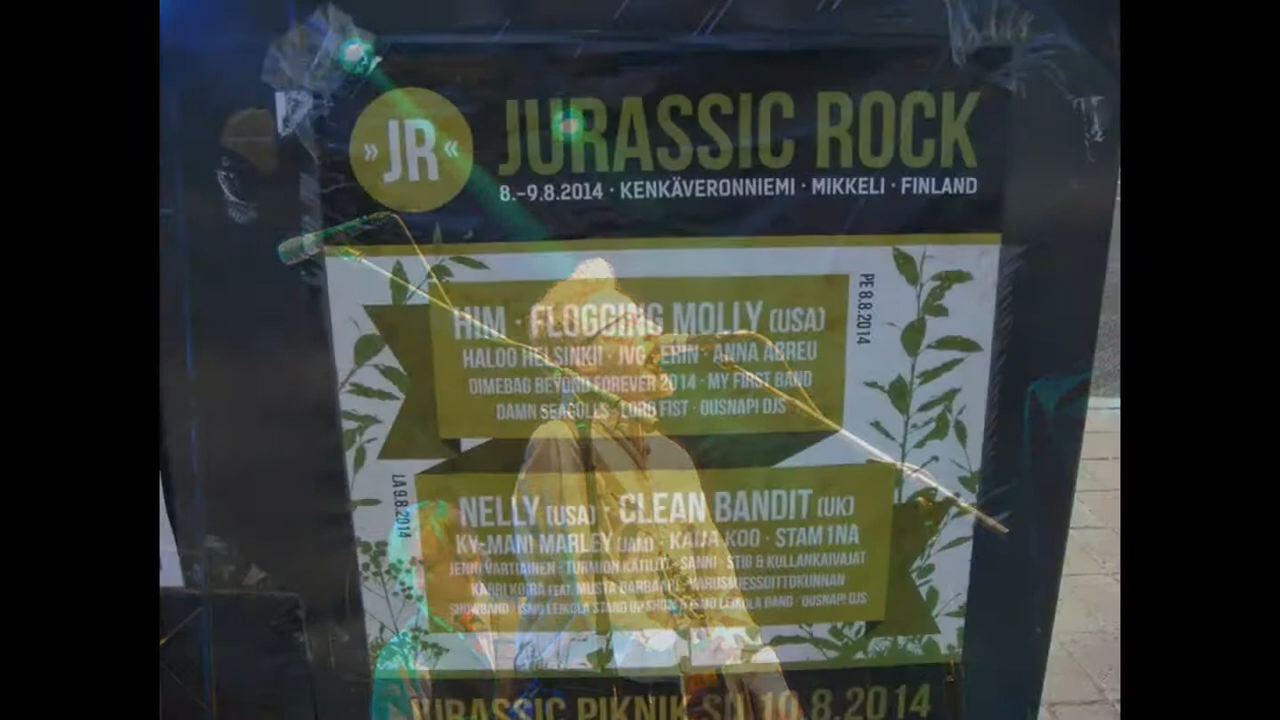 »JR«
JURASSIC ROCK
8.–9.8.2014 · KENKÄVERONNIEMI · MIKKELI · FINLAND
PE 8.8.2014
HIM · FLOGGING MOLLY (USA)
HALOO HELSINKI! · JVG · ERIN · ANNA ABREU
DIMEBAG BEYOND FOREVER 2014 · MY FIRST BAND
DAMN SEAGULLS · LORD FIST · OUSNAPI DJS
LA 9.8.2014
NELLY (USA) · CLEAN BANDIT (UK)
KY-MANI MARLEY (JAM) · KAIJA KOO · STAM1NA
JENNI VARTIAINEN · TURMION KÄTILÖT · SANNI · STIG & KULLANKAIVAJAT
KARRI KOIRA FEAT. MUSTA BARBAARI · VARUSMIESSOITTOKUNNAN
SHOWBAND · ISMO LEIKOLA STAND UP SHOW & ISMO LEIKOLA BAND · OUSNAPI DJS
JURASSIC PIKNIK SU 10.8.2014